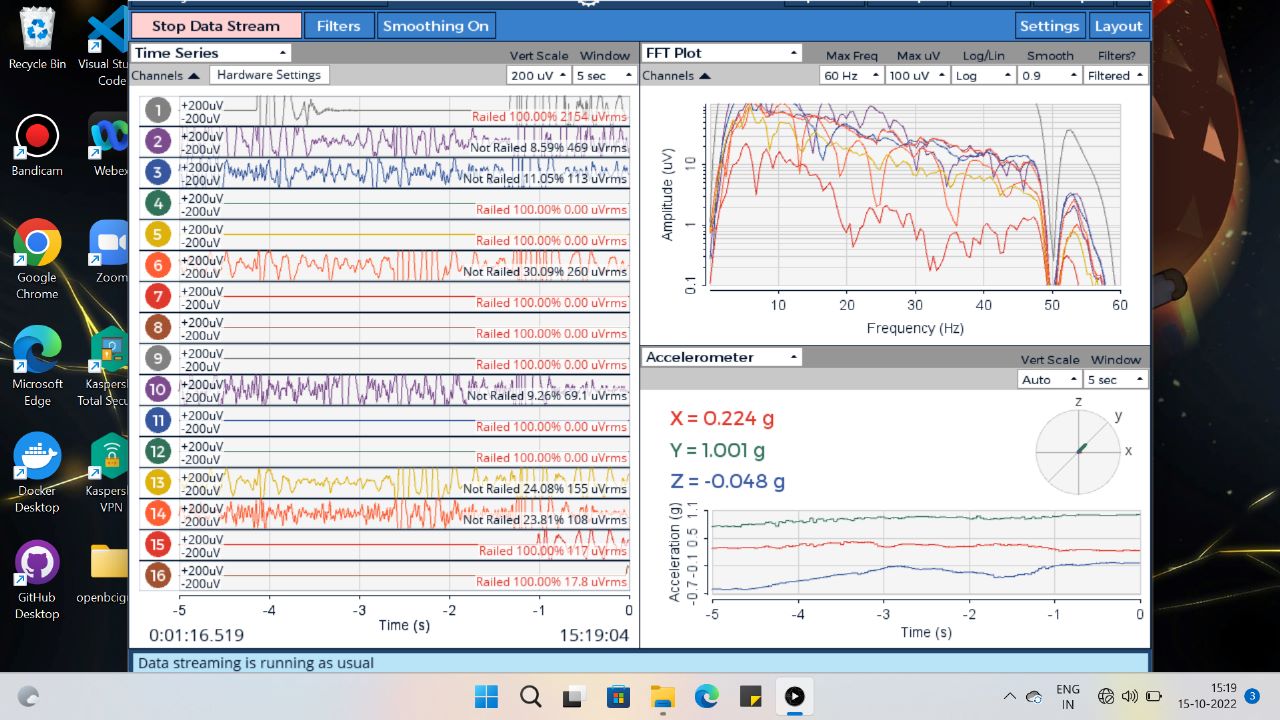 Stop Data Stream Filters Smoothing On Settings Layout
Time Series
Vert Scale Window
Channels Hardware Settings 200 uV 5 sec
1 +200uV -200uV Railed 100.00% 2154 uVrms
2 +200uV -200uV Not Railed 8.59% 469 uVrms
3 +200uV -200uV Not Railed 11.05% 113 uVrms
4 +200uV -200uV Railed 100.00% 0.00 uVrms
5 +200uV -200uV Railed 100.00% 0.00 uVrms
6 +200uV -200uV Not Railed 30.09% 260 uVrms
7 +200uV -200uV Railed 100.00% 0.00 uVrms
8 +200uV -200uV Railed 100.00% 0.00 uVrms
9 +200uV -200uV Railed 100.00% 0.00 uVrms
10 +200uV -200uV Not Railed 9.26% 69.1 uVrms
11 +200uV -200uV Railed 100.00% 0.00 uVrms
12 +200uV -200uV Railed 100.00% 0.00 uVrms
13 +200uV -200uV Not Railed 24.08% 155 uVrms
14 +200uV -200uV Not Railed 23.81% 108 uVrms
15 +200uV -200uV Railed 100.00% 117 uVrms
16 +200uV -200uV Railed 100.00% 17.8 uVrms
-5 -4 -3 -2 -1 0
Time (s)
0:01:16.519 15:19:04
FFT Plot
Max Freq Max uV Log/Lin Smooth Filters?
Channels 60 Hz 100 uV Log 0.9 Filtered
Amplitude (uV)
10
1
0.1
10 20 30 40 50 60
Frequency (Hz)
Accelerometer
Vert Scale Window
Auto 5 sec
X = 0.224 g
Y = 1.001 g
Z = -0.048 g
z
y
x
Acceleration (g)
1.1
0.5
-0.1
-0.7
-5 -4 -3 -2 -1 0
Time (s)
Data streaming is running as usual
Recycle Bin
Visual Stu
Code
Bandicam
Webex
Google
Chrome
Zoom
Microsoft
Edge
Kaspers
Total Secu
Docker
Desktop
Kaspers
VPN
GitHub
Desktop
openbcigu
ENG
IN
15:19
15-10-2022
3